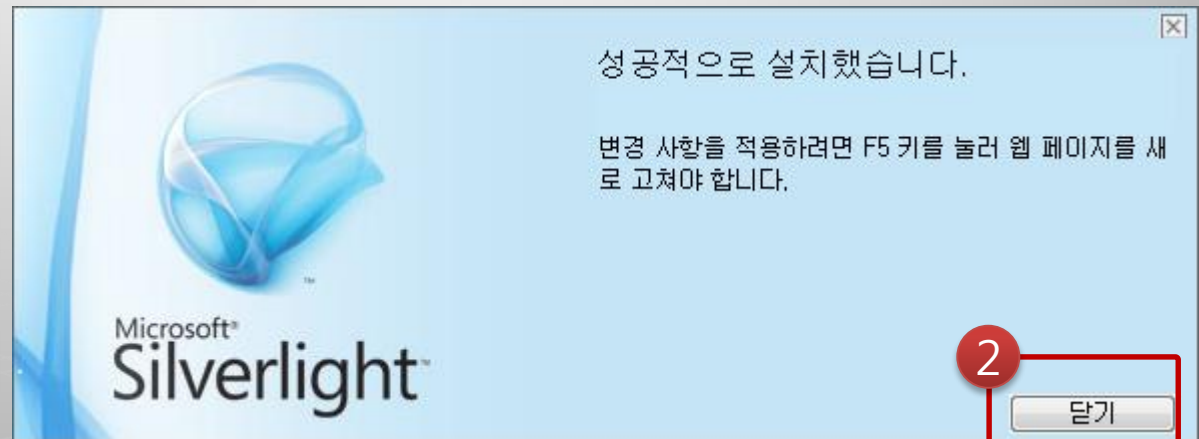 성공적으로 설치했습니다.
변경 사항을 적용하려면 F5 키를 눌러 웹 페이지를 새
로 고쳐야 합니다.
Microsoft®
Silverlight™
2
닫기